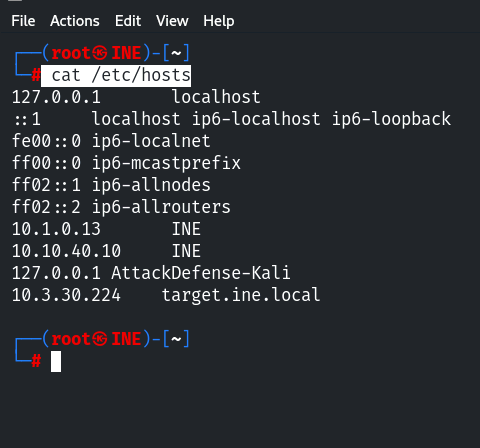 File Actions Edit View Help
┌──(root㉿INE)-[~]
└─# cat /etc/hosts
127.0.0.1       localhost
::1     localhost ip6-localhost ip6-loopback
fe00::0 ip6-localnet
ff00::0 ip6-mcastprefix
ff02::1 ip6-allnodes
ff02::2 ip6-allrouters
10.1.0.13       INE
10.10.40.10     INE
127.0.0.1 AttackDefense-Kali
10.3.30.224    target.ine.local
┌──(root㉿INE)-[~]
└─#